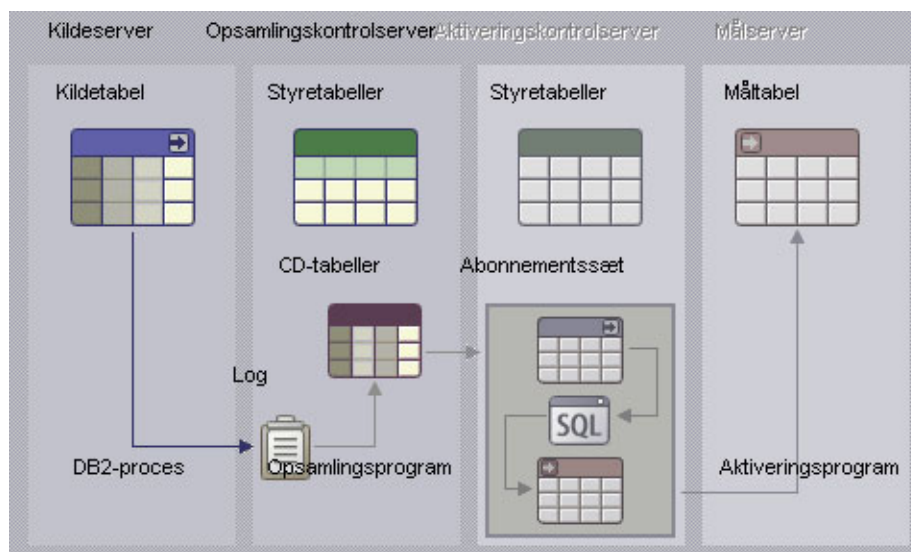 Kildeserver
Opsamlingskontrolserver
Aktiveringskontrolserver
Målserver
Kildetabel
Styretabeller
Styretabeller
Måltabel
CD-tabeller
Abonnementssæt
Log
SQL
DB2-proces
Opsamlingsprogram
Aktiveringsprogram